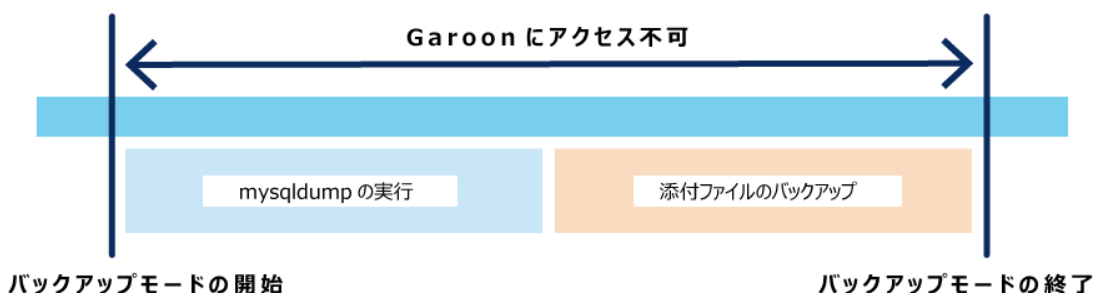 Garoon にアクセス不可
mysqldump の実行
添付ファイルのバックアップ
バックアップモードの開始
バックアップモードの終了